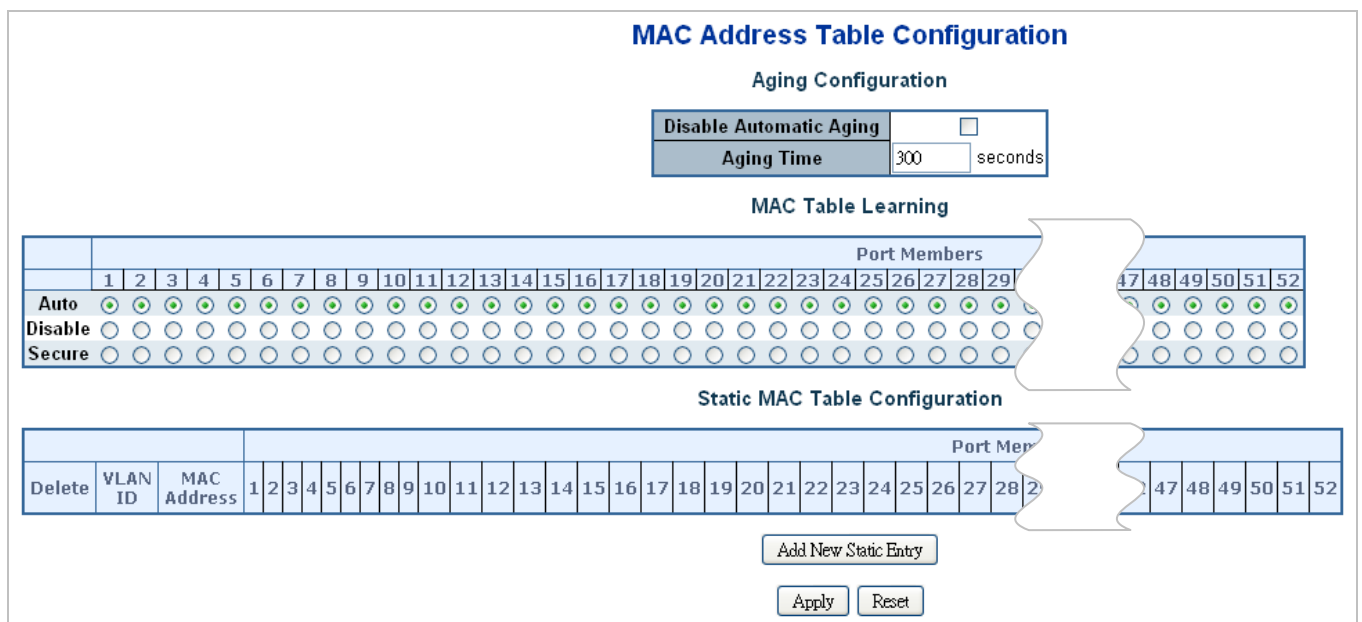 MAC Address Table Configuration
Aging Configuration
Disable Automatic Aging
Aging Time 300 seconds
MAC Table Learning
Port Members
1 2 3 4 5 6 7 8 9 10 11 12 13 14 15 16 17 18 19 20 21 22 23 24 25 26 27 28 29 47 48 49 50 51 52
Auto
Disable
Secure
Static MAC Table Configuration
Port Mem
Delete VLAN ID MAC Address 1 2 3 4 5 6 7 8 9 10 11 12 13 14 15 16 17 18 19 20 21 22 23 24 25 26 27 28 47 48 49 50 51 52
Add New Static Entry
Apply Reset